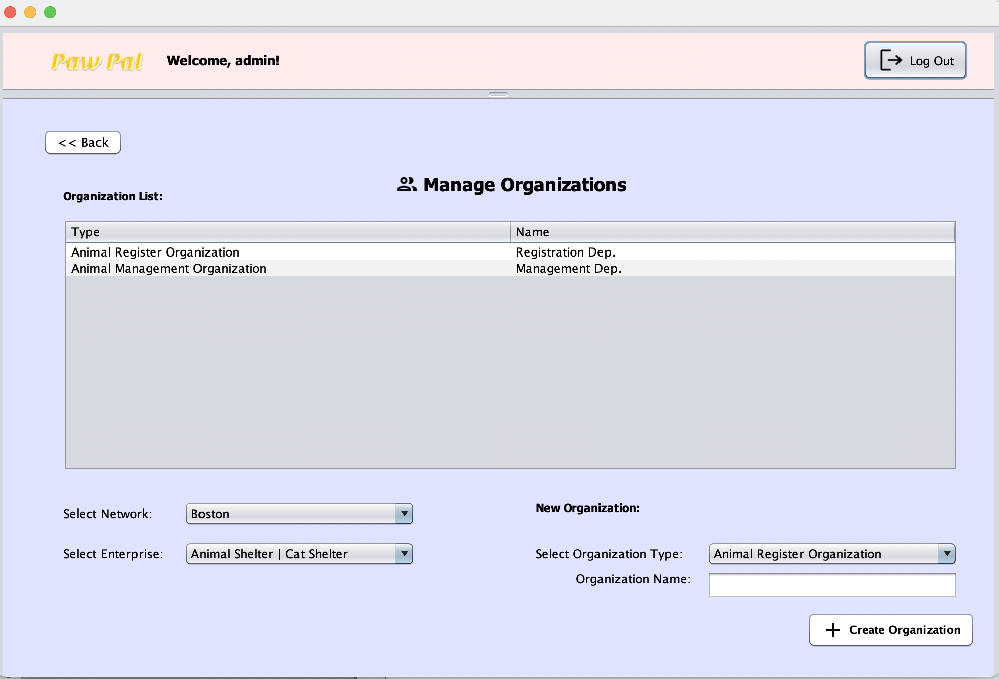 Paw Pal
Welcome, admin!
Log Out
<< Back
Manage Organizations
Organization List:
Type Name
Animal Register Organization Registration Dep.
Animal Management Organization Management Dep.
Select Network: Boston
New Organization:
Select Enterprise: Animal Shelter | Cat Shelter
Select Organization Type: Animal Register Organization
Organization Name:
Create Organization